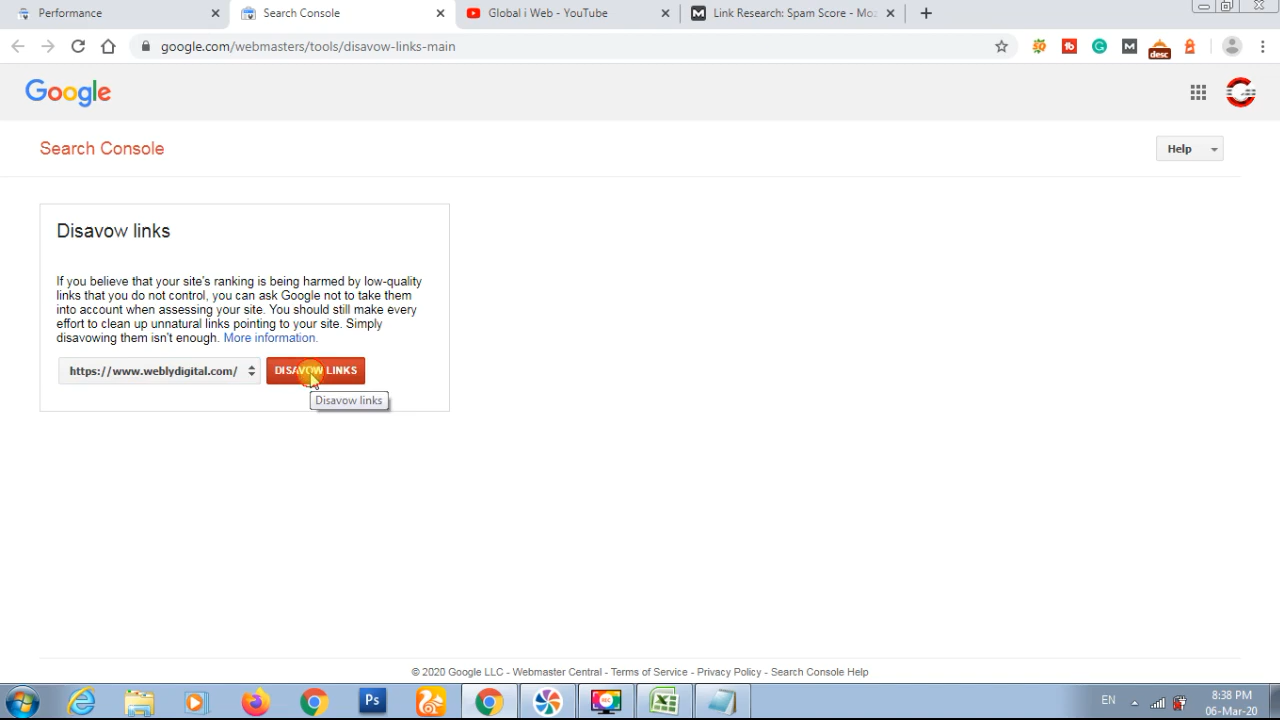 Performance
Search Console
Global i Web - YouTube
Link Research: Spam Score - Moz
google.com/webmasters/tools/disavow-links-main
desc
Google
Search Console
Help
Disavow links
If you believe that your site's ranking is being harmed by low-quality
links that you do not control, you can ask Google not to take them
into account when assessing your site. You should still make every
effort to clean up unnatural links pointing to your site. Simply
disavowing them isn't enough. More information.
https://www.weblydigital.com/
DISAVOW LINKS
Disavow links
© 2020 Google LLC - Webmaster Central - Terms of Service - Privacy Policy - Search Console Help
Ps
EN
8:38 PM
06-Mar-20